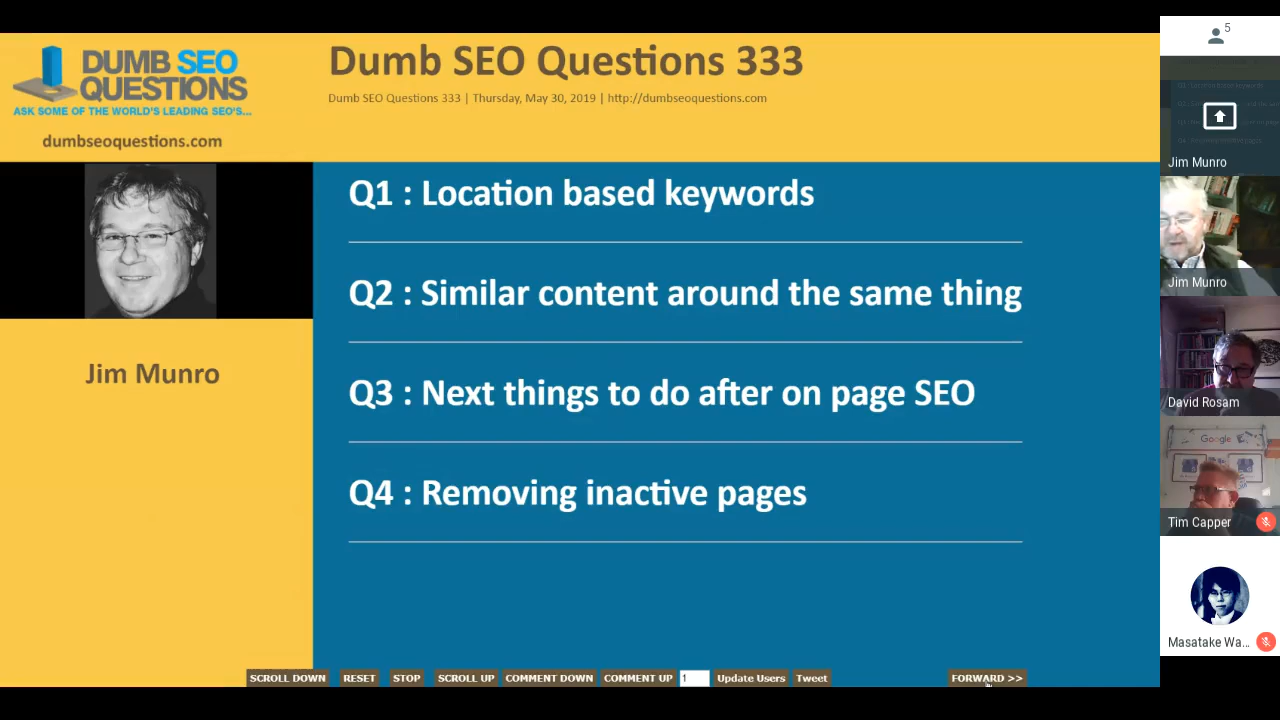 DUMB SEO
QUESTIONS
ASK SOME OF THE WORLD'S LEADING SEO'S...
dumbseoquestions.com
Dumb SEO Questions 333
Dumb SEO Questions 333 | Thursday, May 30, 2019 | http://dumbseoquestions.com
Jim Munro
Q1 : Location based keywords
Q2 : Similar content around the same thing
Q3 : Next things to do after on page SEO
Q4 : Removing inactive pages
SCROLL DOWN RESET STOP SCROLL UP COMMENT DOWN COMMENT UP 1 Update Users Tweet FORWARD >>
5
Jim Munro
Jim Munro
David Rosam
Google
Tim Capper
Masatake Wa...